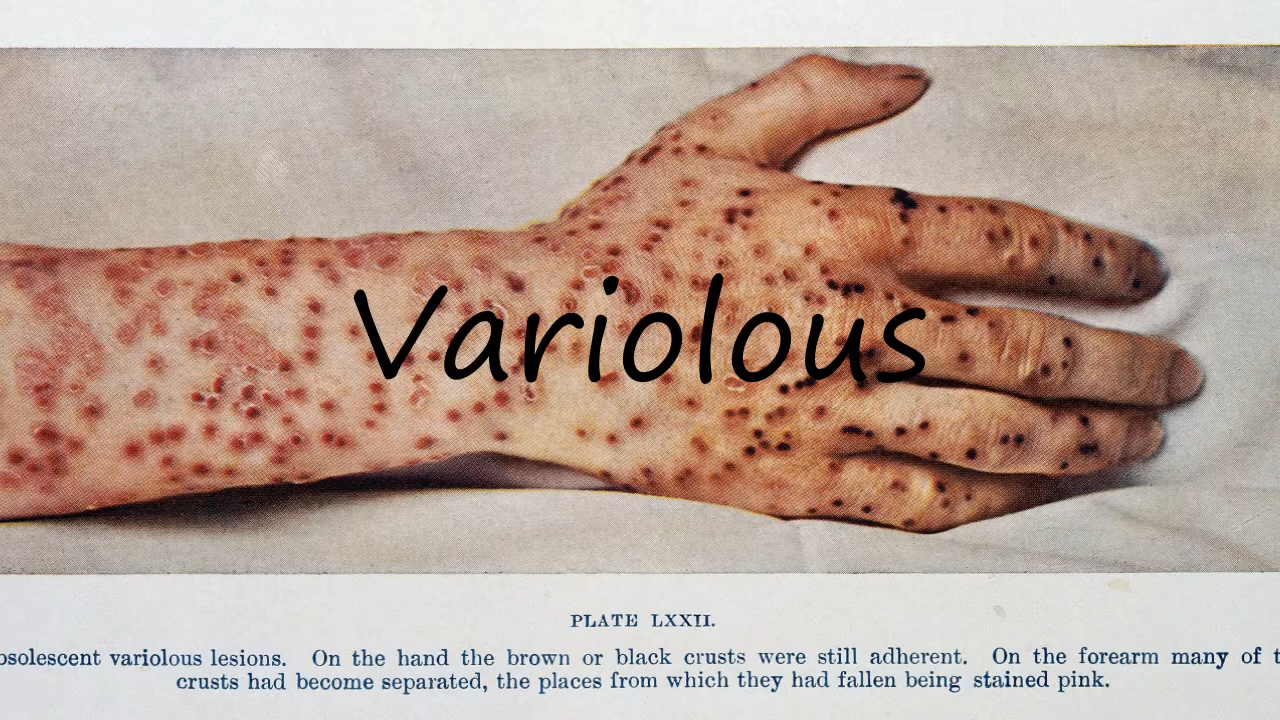 Variolous
PLATE LXXII.
obsolescent variolous lesions. On the hand the brown or black crusts were still adherent. On the forearm many of
crusts had become separated, the places from which they had fallen being stained pink.